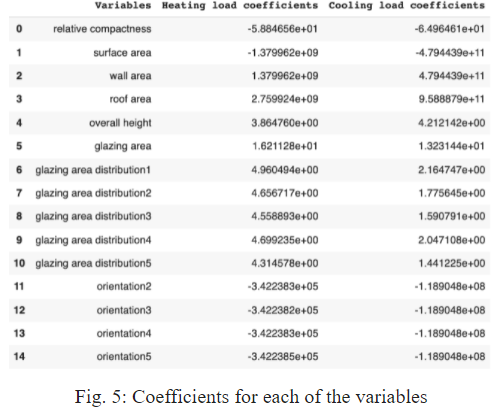 Variables Heating load coefficients Cooling load coefficients
0 relative compactness -5.884656e+01 -6.496461e+01
1 surface area -1.379962e+09 -4.794439e+11
2 wall area 1.379962e+09 4.794439e+11
3 roof area 2.759924e+09 9.588879e+11
4 overall height 3.864760e+00 4.212142e+00
5 glazing area 1.621128e+01 1.323144e+01
6 glazing area distribution1 4.960494e+00 2.164747e+00
7 glazing area distribution2 4.656717e+00 1.775645e+00
8 glazing area distribution3 4.558893e+00 1.590791e+00
9 glazing area distribution4 4.699235e+00 2.047108e+00
10 glazing area distribution5 4.314578e+00 1.441225e+00
11 orientation2 -3.422383e+05 -1.189048e+08
12 orientation3 -3.422382e+05 -1.189048e+08
13 orientation4 -3.422383e+05 -1.189048e+08
14 orientation5 -3.422385e+05 -1.189048e+08
Fig. 5: Coefficients for each of the variables